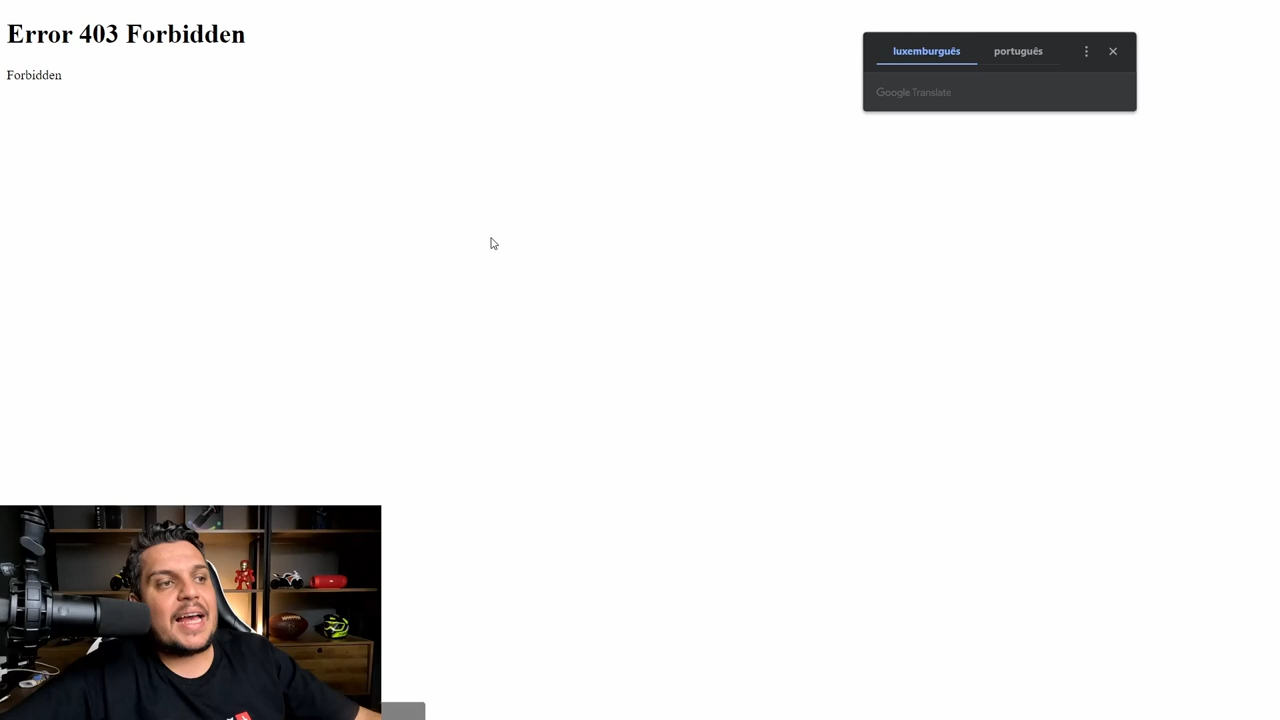 Error 403 Forbidden
Forbidden
luxemburguês português
Google Translate